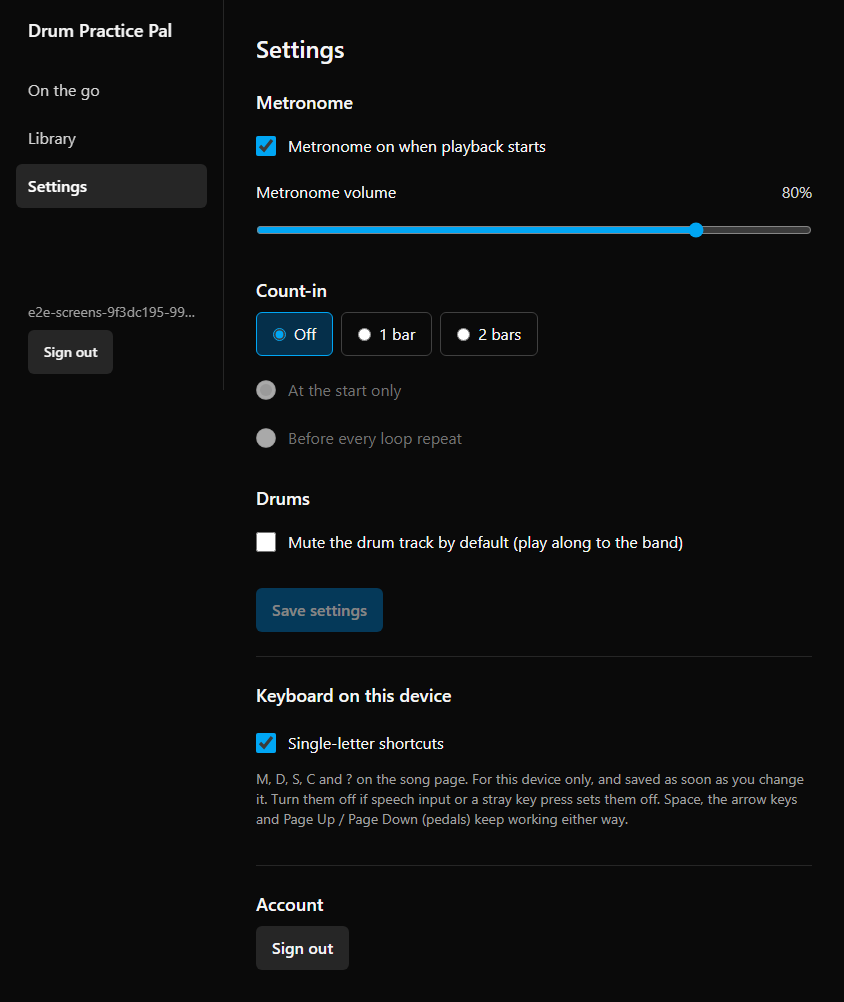 Drum Practice Pal
On the go
Library
Settings
e2e-screens-9f3dc195-99...
Sign out
Settings
Metronome
Metronome on when playback starts
Metronome volume 80%
Count-in
Off 1 bar 2 bars
At the start only
Before every loop repeat
Drums
Mute the drum track by default (play along to the band)
Save settings
Keyboard on this device
Single-letter shortcuts
M, D, S, C and ? on the song page. For this device only, and saved as soon as you change
it. Turn them off if speech input or a stray key press sets them off. Space, the arrow keys
and Page Up / Page Down (pedals) keep working either way.
Account
Sign out